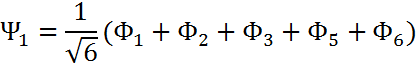 Ψ₁ = 1/√6 (Φ₁ + Φ₂ + Φ₃ + Φ₅ + Φ₆)